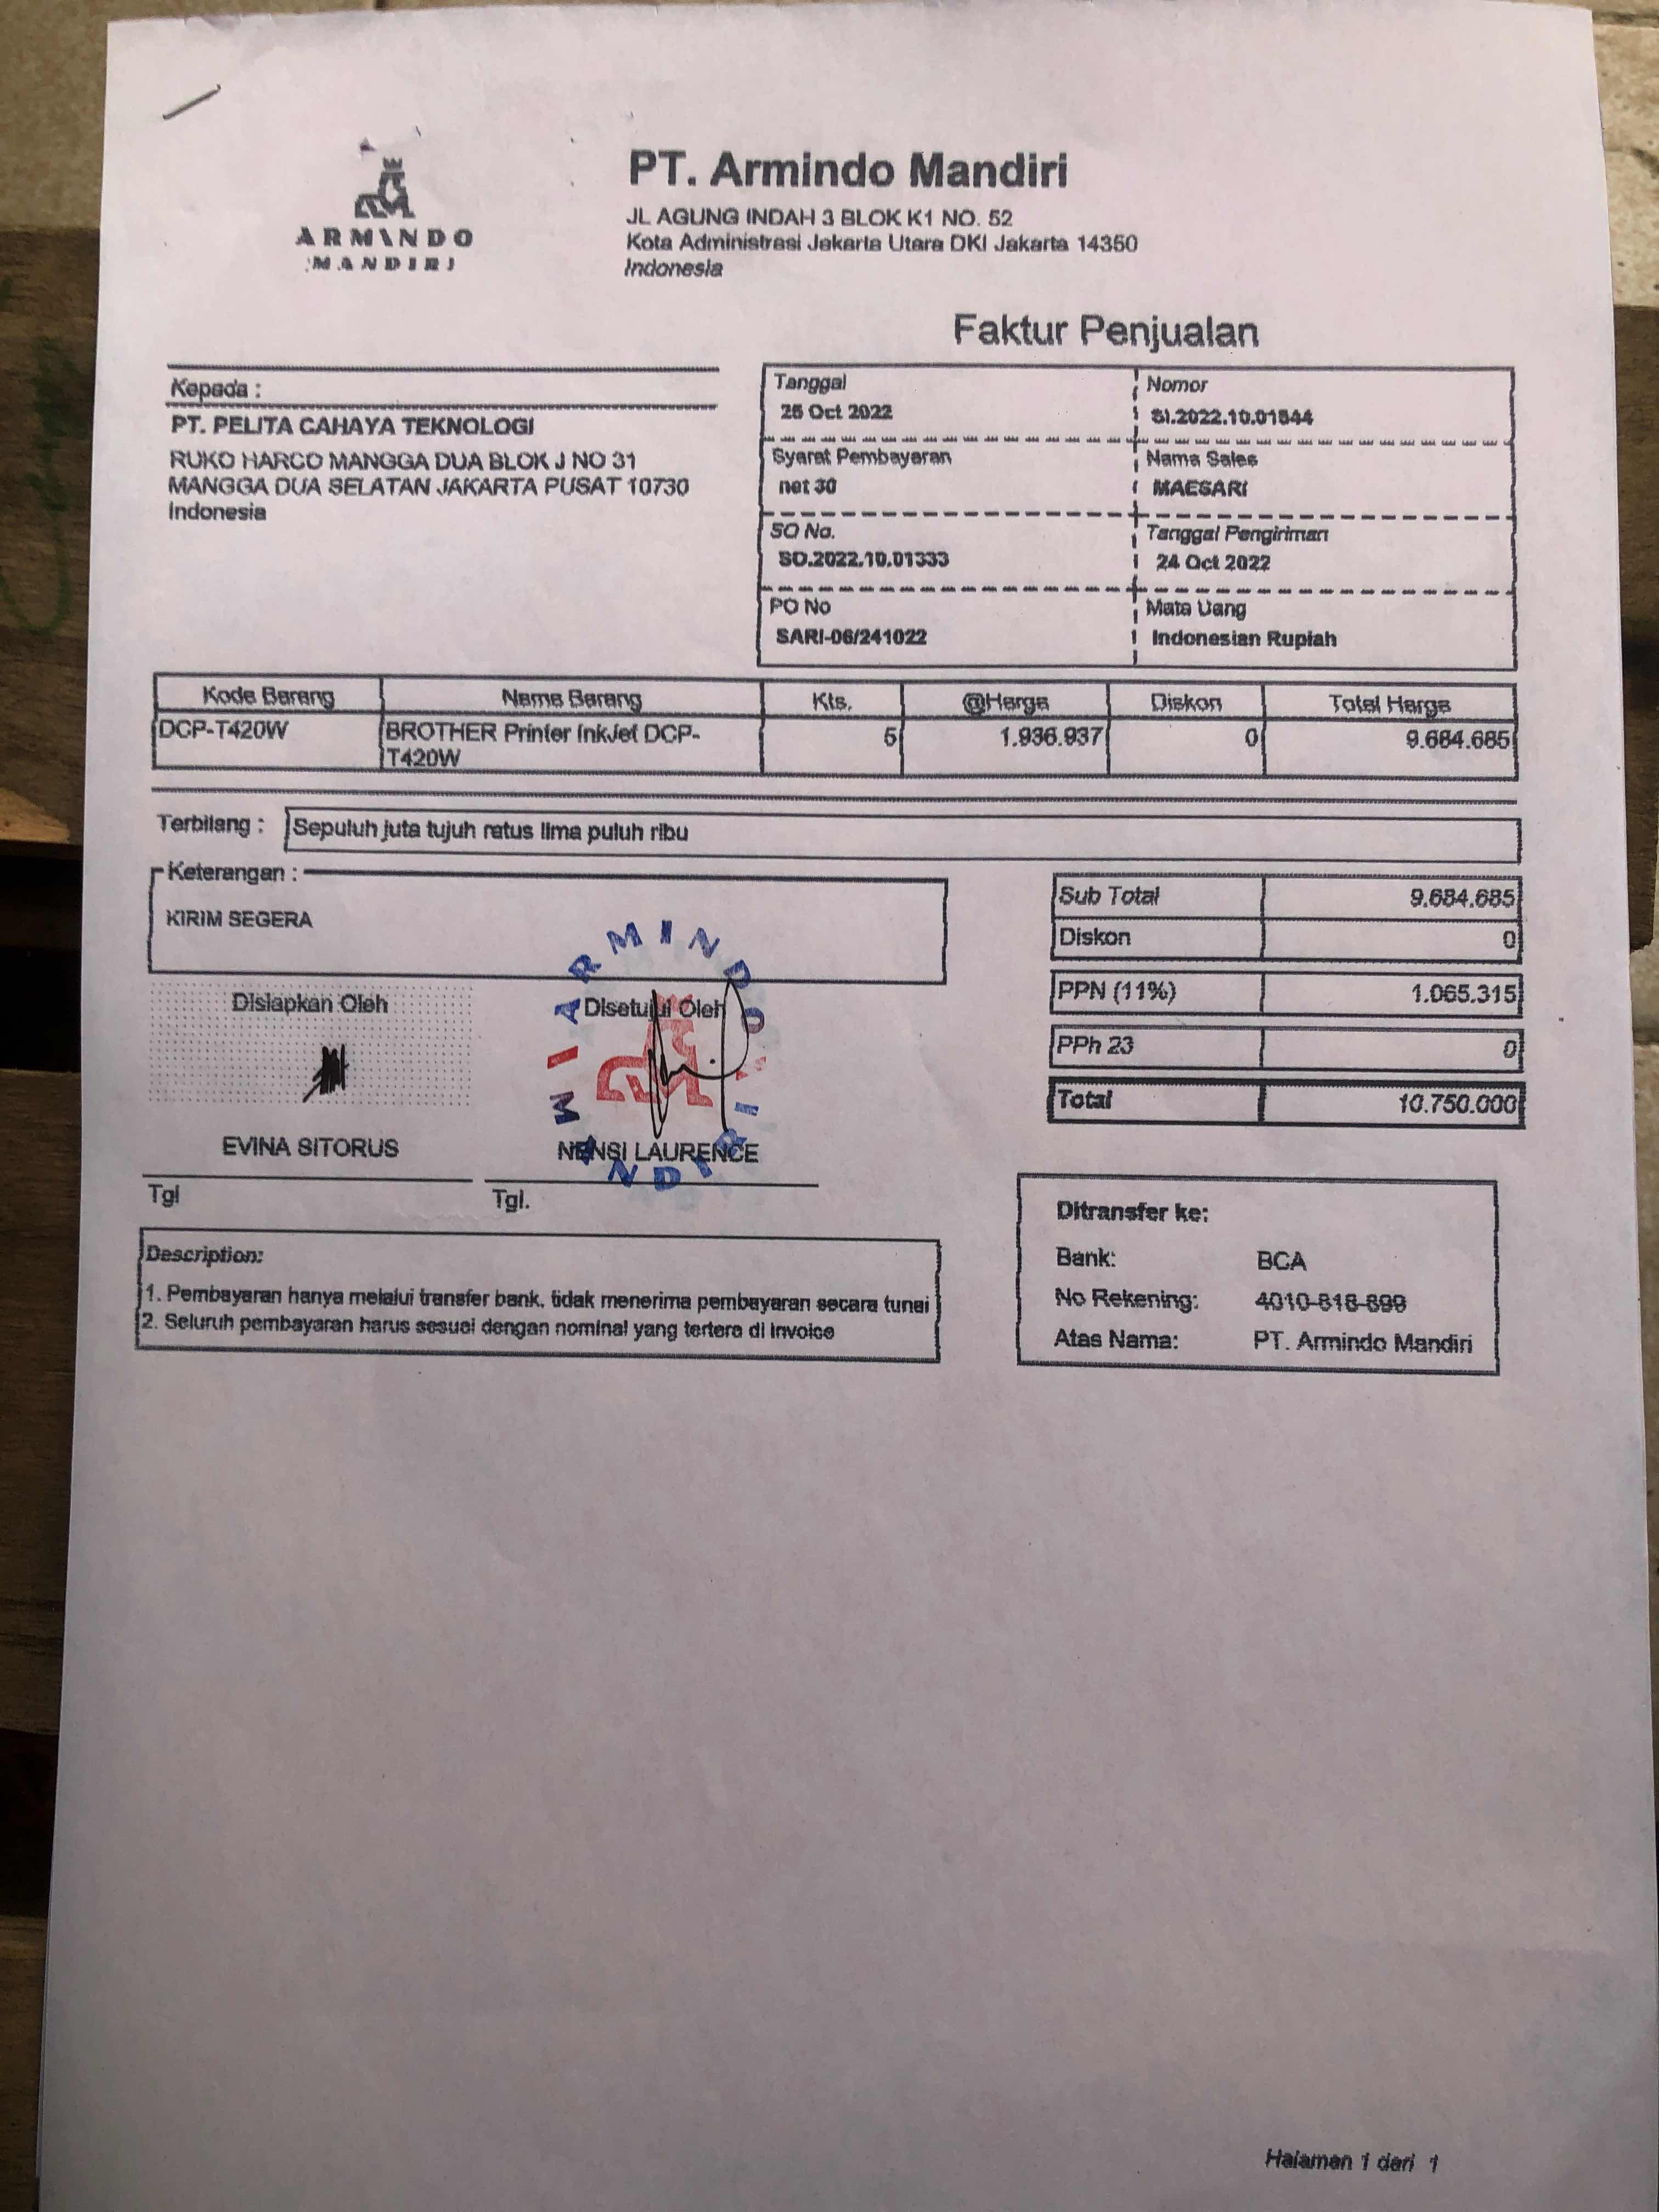 ARMINDO
MANDIRI
PT. Armindo Mandiri
JL AGUNG INDAH 3 BLOK K1 NO. 52
Kota Administrasi Jakarta Utara DKI Jakarta 14350
Indonesia
Faktur Penjualan
Kepada :
PT. PELITA CAHAYA TEKNOLOGI
RUKO HARCO MANGGA DUA BLOK J NO 31
MANGGA DUA SELATAN JAKARTA PUSAT 10730
Indonesia
Tanggal Nomor
25 Oct 2022 SI.2022.10.01544
Syarat Pembayaran Nama Sales
net 30 MAESARI
SO No. Tanggal Pengiriman
SO.2022.10.01333 24 Oct 2022
PO No Mata Uang
SARI-06/241022 Indonesian Rupiah
Kode Barang Nama Barang Kts. @Harga Diskon Total Harga
DCP-T420W BROTHER Printer InkJet DCP- 5 1.936.937 0 9.684.685
T420W
Terbilang : Sepuluh juta tujuh ratus lima puluh ribu
Keterangan :
KIRIM SEGERA
Sub Total 9.684.685
Diskon 0
PPN (11%) 1.065.315
PPh 23 0
Total 10.750.000
Disiapkan Oleh
Disetujui Oleh
ARMINDO
MANDIRI
EVINA SITORUS
NENSI LAURENCE
Tgl
Tgl.
Description:
1. Pembayaran hanya melalui transfer bank, tidak menerima pembayaran secara tunai
2. Seluruh pembayaran harus sesuai dengan nominal yang tertera di invoice
Ditransfer ke:
Bank: BCA
No Rekening: 4010-818-899
Atas Nama: PT. Armindo Mandiri
Halaman 1 dari 1